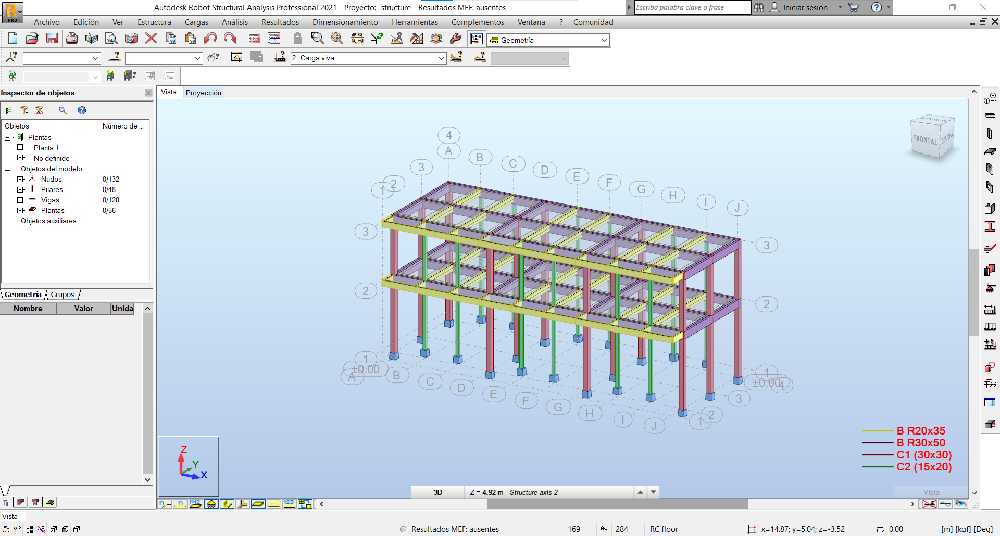 Autodesk Robot Structural Analysis Professional 2021 - Proyecto: _structure - Resultados MEF: ausentes
Escriba palabra clave o frase
Iniciar sesión
PRO
Archivo Edición Ver Estructura Cargas Análisis Resultados Dimensionamiento Herramientas Complementos Ventana ? Comunidad
Geometría
2 : Carga viva
Inspector de objetos
Vista Proyección
Objetos Número de ...
Plantas
Planta 1
No definido
Objetos del modelo
Nudos 0/132
Pilares 0/48
Vigas 0/120
Plantas 0/56
Objetos auxiliares
Geometría Grupos
Nombre Valor Unida
SUPERIOR
FRONTAL
DERECHA
4
A
B
C
D
E
F
G
H
I
J
3
2
1
3
3
2
2
1
±0.00
A
B
C
D
E
F
G
H
I
J
1
2
3
1
±0.00
4
B R20x35
B R30x50
C1 (30x30)
C2 (15x20)
Z
Y
X
3D Z = 4.92 m - Structure axis 2
Vista
Vista
Resultados MEF: ausentes 169 284 RC floor x=14.87; y=5.04; z=-3.52 0.00 [m] [kgf] [Deg]